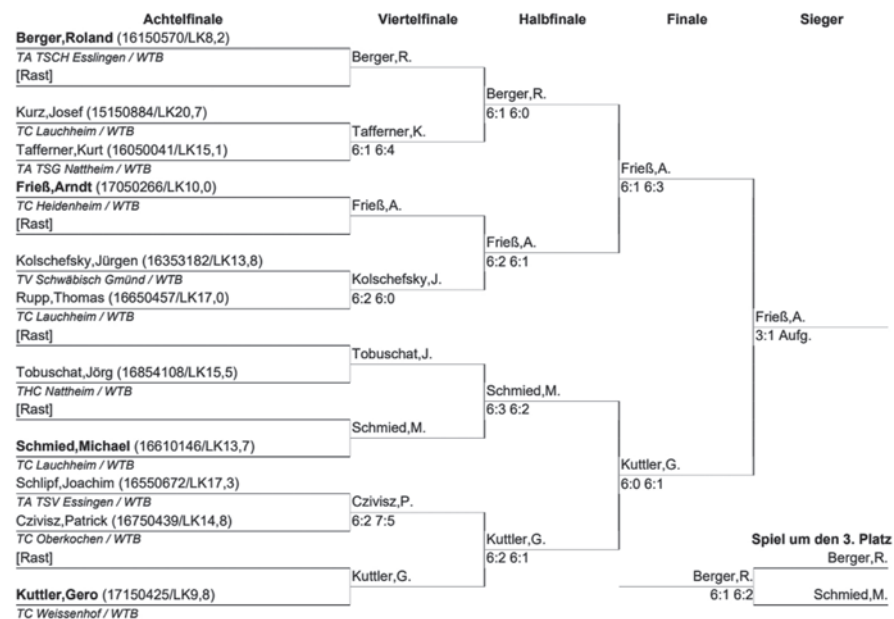 Achtelfinale Viertelfinale Halbfinale Finale Sieger
Berger,Roland (16150570/LK8,2)
TA TSCH Esslingen / WTB Berger,R.
[Rast]
Berger,R.
Kurz,Josef (15150884/LK20,7) 6:1 6:0
TC Lauchheim / WTB Tafferner,K.
Tafferner,Kurt (16050041/LK15,1) 6:1 6:4
TA TSG Nattheim / WTB Frieß,A.
Frieß,Arndt (17050266/LK10,0) 6:1 6:3
TC Heidenheim / WTB Frieß,A.
[Rast]
Frieß,A.
Kolschefsky,Jürgen (16353182/LK13,8) 6:2 6:1
TV Schwäbisch Gmünd / WTB Kolschefsky,J.
Rupp,Thomas (16650457/LK17,0) 6:2 6:0
TC Lauchheim / WTB Frieß,A.
[Rast] 3:1 Aufg.
Tobuschat,J.
Tobuschat,Jörg (16854108/LK15,5)
THC Nattheim / WTB Schmied,M.
[Rast] 6:3 6:2
Schmied,M.
Schmied,Michael (16610146/LK13,7)
TC Lauchheim / WTB Kuttler,G.
Schlipf,Joachim (16550672/LK17,3) 6:0 6:1
TA TSV Essingen / WTB Czivisz,P.
Czivisz,Patrick (16750439/LK14,8) 6:2 7:5
TC Oberkochen / WTB Kuttler,G. Spiel um den 3. Platz
[Rast] 6:2 6:1 Berger,R.
Kuttler,G. Berger,R.
Kuttler,Gero (17150425/LK9,8) 6:1 6:2 Schmied,M.
TC Weissenhof / WTB